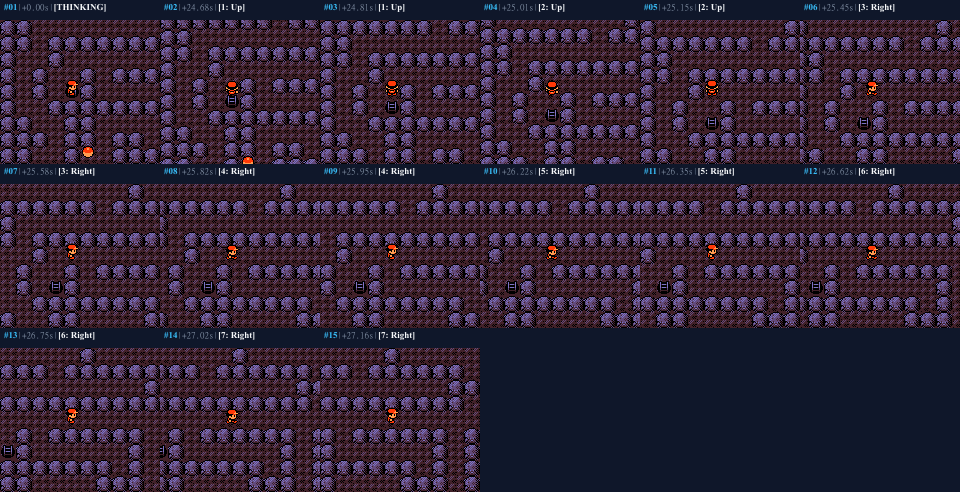 #01|+0.00s|[THINKING]
#02|+24.68s|[1: Up]
#03|+24.81s|[1: Up]
#04|+25.01s|[2: Up]
#05|+25.15s|[2: Up]
#06|+25.45s|[3: Right]
#07|+25.58s|[3: Right]
#08|+25.82s|[4: Right]
#09|+25.95s|[4: Right]
#10|+26.22s|[5: Right]
#11|+26.35s|[5: Right]
#12|+26.62s|[6: Right]
#13|+26.75s|[6: Right]
#14|+27.02s|[7: Right]
#15|+27.16s|[7: Right]